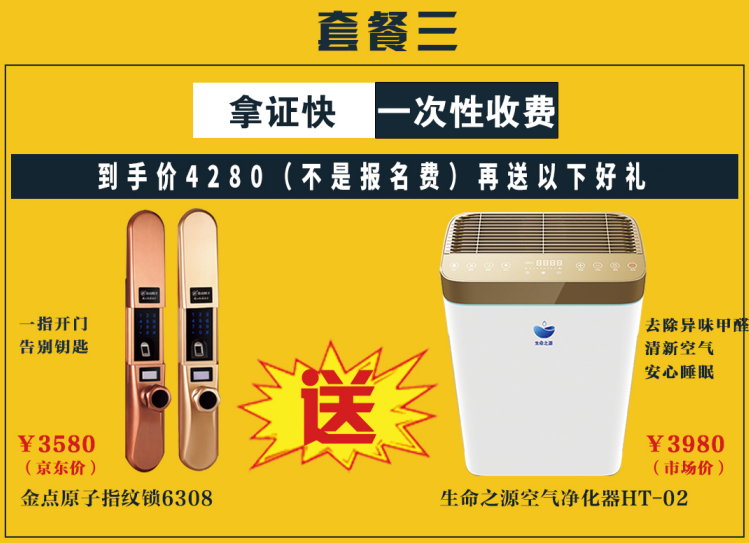 套餐三
拿证快 一次性收费
到手价4280（不是报名费）再送以下好礼
一指开门
告别钥匙
去除异味甲醛
清新空气
安心睡眠
生命之源
送
￥3580
（京东价）
￥3980
（市场价）
金点原子指纹锁6308
生命之源空气净化器HT-02